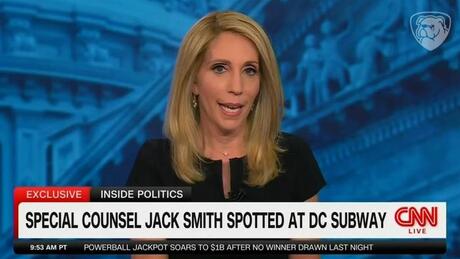 EXCLUSIVE INSIDE POLITICS
SPECIAL COUNSEL JACK SMITH SPOTTED AT DC SUBWAY
CNN
LIVE
9:53 AM PT POWERBALL JACKPOT SOARS TO $1B AFTER NO WINNER DRAWN LAST NIGHT